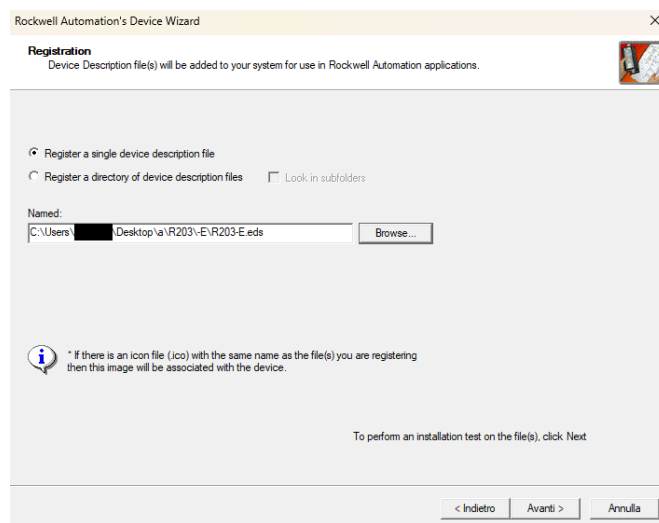 Rockwell Automation's Device Wizard
Registration
Device Description file(s) will be added to your system for use in Rockwell Automation applications.
Register a single device description file
Register a directory of device description files
Look in subfolders
Named:
C:\Users\ \Desktop\a\R203\-E\R203-E.eds
Browse...
* If there is an icon file (.ico) with the same name as the file(s) you are registering
then this image will be associated with the device.
To perform an installation test on the file(s), click Next
< Indietro
Avanti >
Annulla